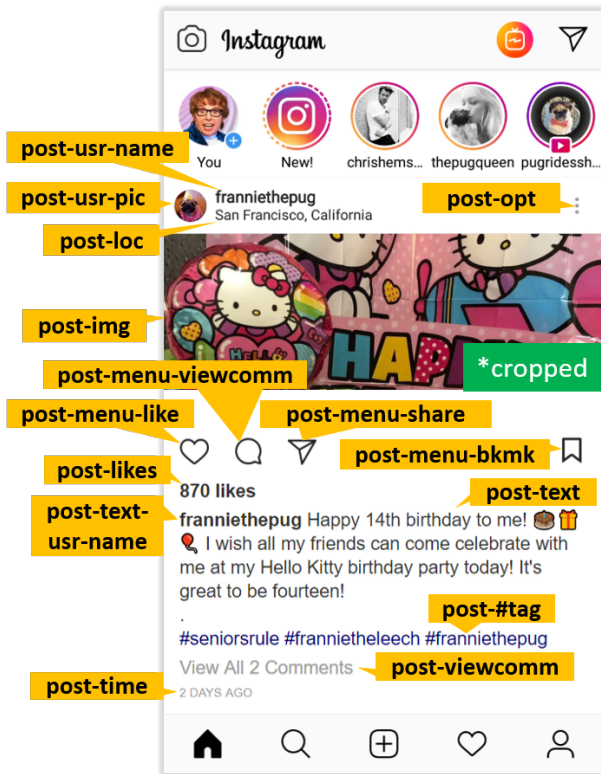 Instagram
You New! chrishems... thepugqueen pugridessh...
post-usr-name
post-usr-pic
franniethepug
San Francisco, California
post-opt
post-loc
HELLO
HAP
post-img
*cropped
post-menu-viewcomm
post-menu-like
post-menu-share
post-menu-bkmk
post-likes
870 likes
post-text
post-text-
usr-name
franniethepug Happy 14th birthday to me! 🎂🎁
🎈 I wish all my friends can come celebrate with
me at my Hello Kitty birthday party today! It's
great to be fourteen!
.
post-#tag
#seniorsrule #frannietheleech #franniethepug
View All 2 Comments
post-viewcomm
post-time
2 DAYS AGO